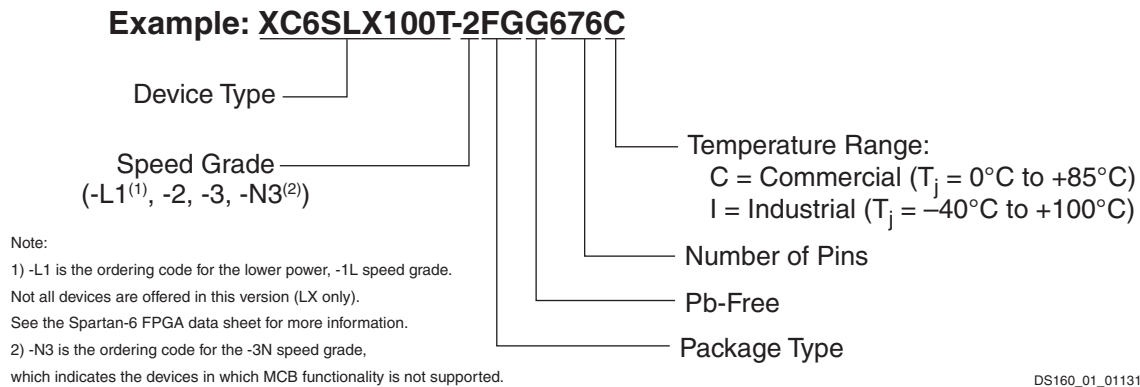 Example: XC6SLX100T-2FGG676C
Device Type
Speed Grade
(-L1(1), -2, -3, -N3(2))
Temperature Range:
C = Commercial (Tj = 0°C to +85°C)
I = Industrial (Tj = –40°C to +100°C)
Number of Pins
Pb-Free
Package Type
Note:
1) -L1 is the ordering code for the lower power, -1L speed grade.
Not all devices are offered in this version (LX only).
See the Spartan-6 FPGA data sheet for more information.
2) -N3 is the ordering code for the -3N speed grade,
which indicates the devices in which MCB functionality is not supported.
DS160_01_01131